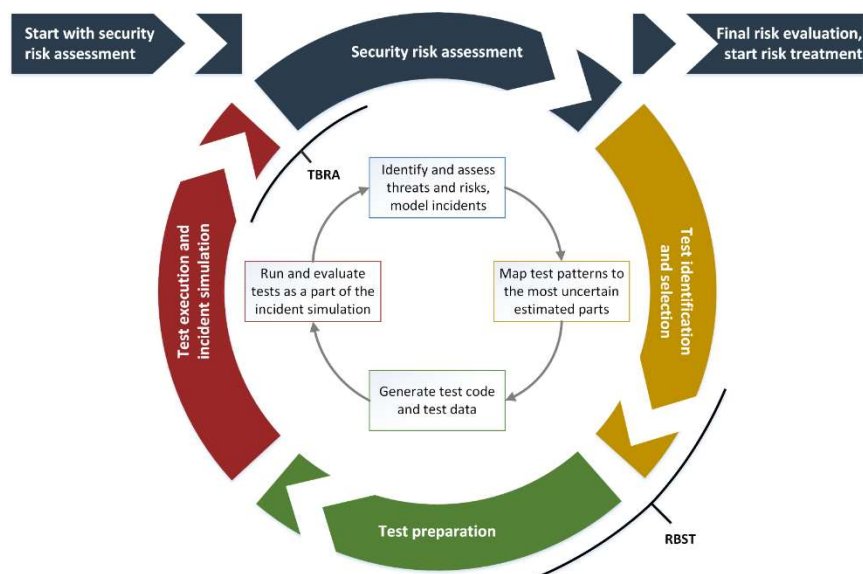 Start with security
risk assessment
Security risk assessment
Final risk evaluation,
start risk treatment
TBRA
Identify and assess
threats and risks,
model incidents
Test execution and
incident simulation
Run and evaluate
tests as a part of the
incident simulation
Map test patterns to
the most uncertain
estimated parts
Test identification
and selection
Generate test code
and test data
Test preparation
RBST